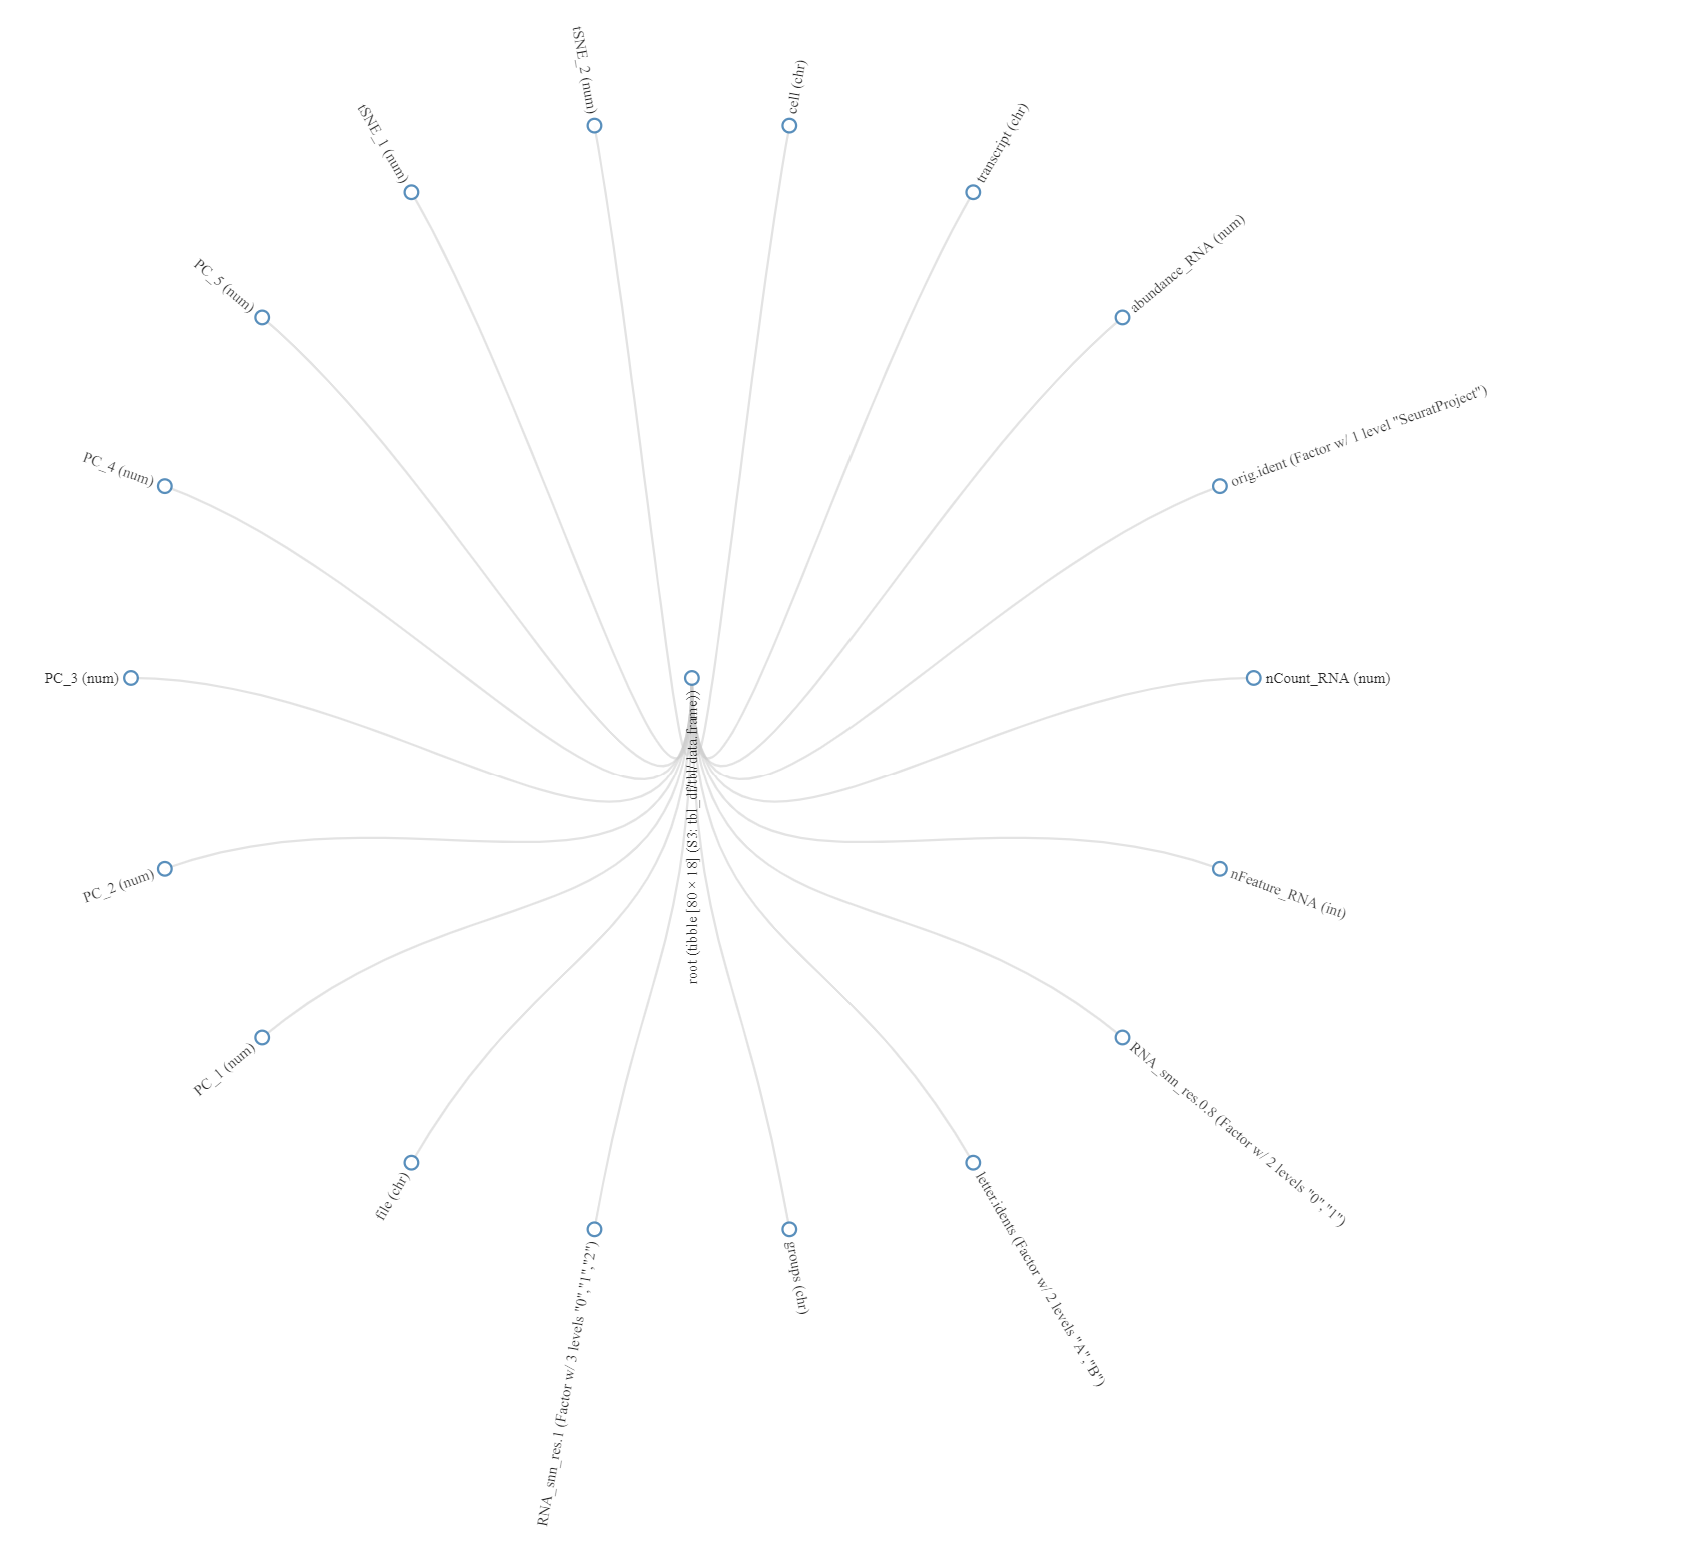 root (tibble [80 × 18] (S3: tbl_df/tbl/data.frame))
cell (chr)
transcript (chr)
abundance_RNA (num)
orig.ident (Factor w/ 1 level "SeuratProject")
nCount_RNA (num)
nFeature_RNA (int)
RNA_snn_res.0.8 (Factor w/ 2 levels "0","1")
letter.idents (Factor w/ 2 levels "A","B")
groups (chr)
RNA_snn_res.1 (Factor w/ 3 levels "0","1","2")
file (chr)
PC_1 (num)
PC_2 (num)
PC_3 (num)
PC_4 (num)
PC_5 (num)
tSNE_1 (num)
tSNE_2 (num)